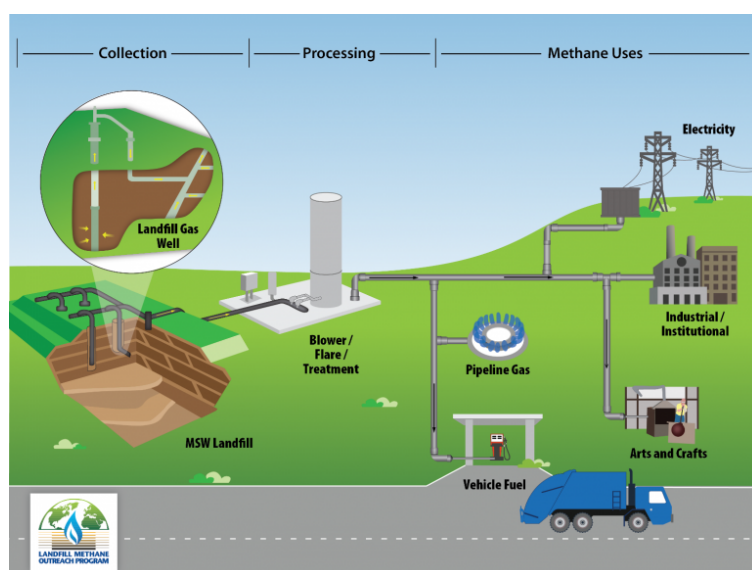 Collection
Processing
Methane Uses
Electricity
Landfill Gas
Well
Industrial /
Institutional
Blower /
Flare /
Treatment
Pipeline Gas
MSW Landfill
Arts and Crafts
Vehicle Fuel
LANDFILL METHANE
OUTREACH PROGRAM